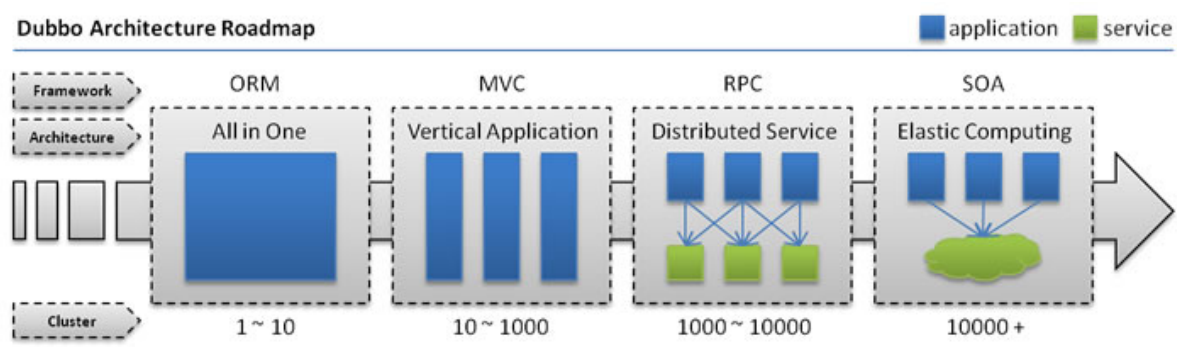 Dubbo Architecture Roadmap
application service
Framework ORM MVC RPC SOA
Architecture All in One Vertical Application Distributed Service Elastic Computing
Cluster 1 ~ 10 10 ~ 1000 1000 ~ 10000 10000 +